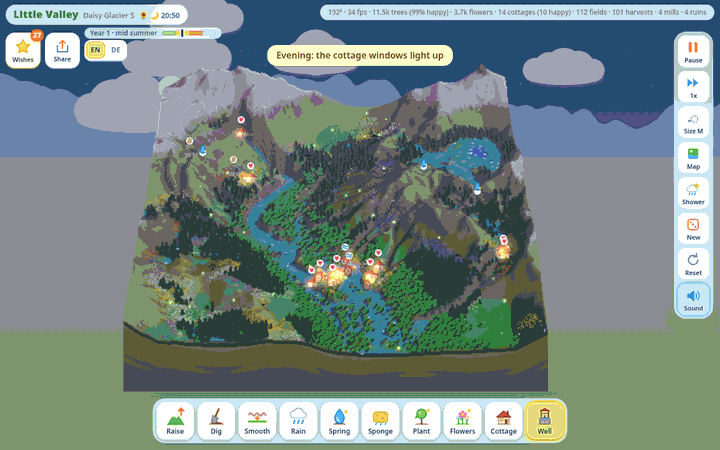 Little Valley Daisy Glacier 5 20:50
192² · 34 fps · 11.5k trees (99% happy) · 3.7k flowers · 14 cottages (10 happy) · 112 fields · 101 harvests · 4 mills · 4 ruins
Year 1 · mid summer
27
Wishes
Share
EN DE
Evening: the cottage windows light up
Pause
1x
Size M
Map
Shower
New
Reset
Sound
Raise Dig Smooth Rain Spring Sponge Plant Flowers Cottage Well